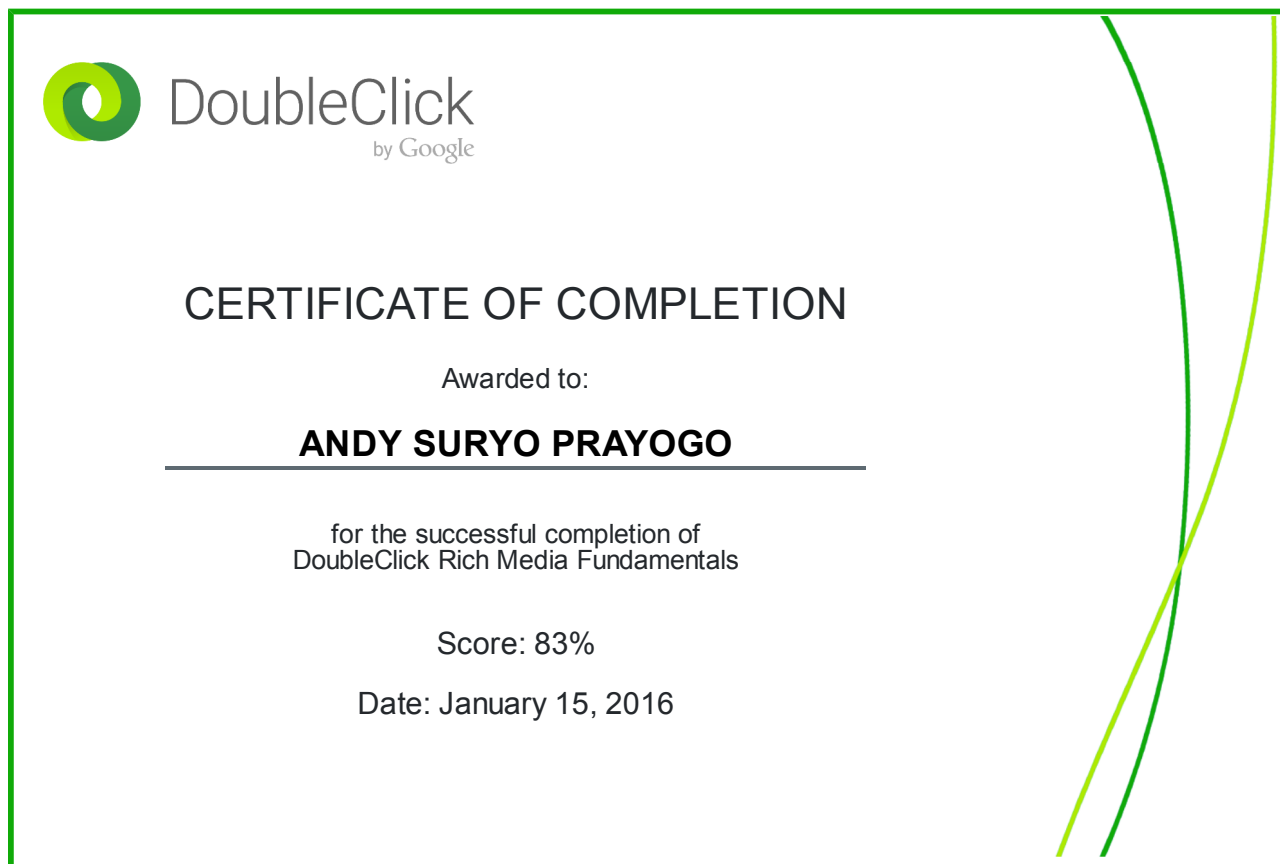 DoubleClick
by Google
CERTIFICATE OF COMPLETION
Awarded to:
ANDY SURYO PRAYOGO
for the successful completion of
DoubleClick Rich Media Fundamentals
Score: 83%
Date: January 15, 2016